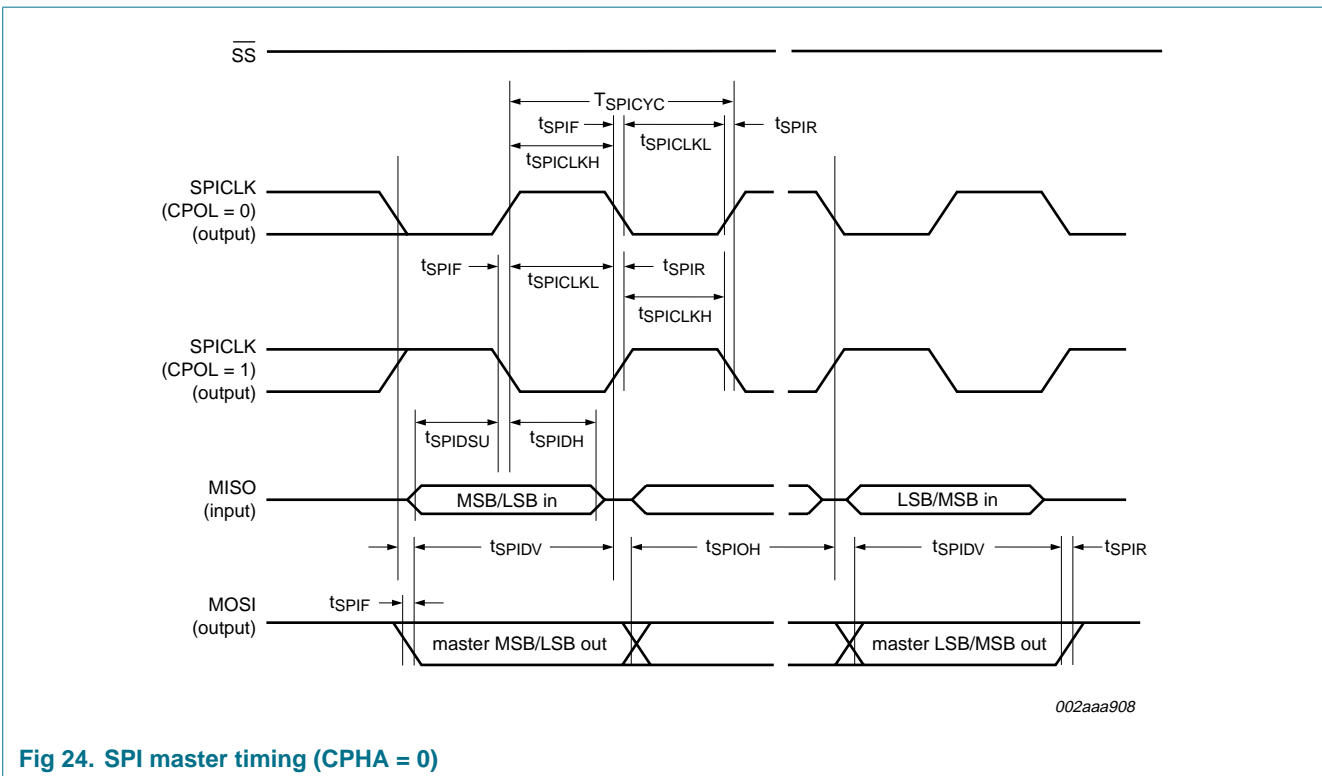 SS
TSPICYC
tSPIF
tSPICLKL
tSPIR
tSPICLKH
SPICLK
(CPOL = 0)
(output)
tSPIF
tSPICLKL
tSPIR
tSPICLKH
SPICLK
(CPOL = 1)
(output)
tSPIDSU
tSPIDH
MISO
(input)
MSB/LSB in
LSB/MSB in
tSPIDV
tSPIOH
tSPIDV
tSPIR
tSPIF
MOSI
(output)
master MSB/LSB out
master LSB/MSB out
002aaa908
Fig 24. SPI master timing (CPHA = 0)